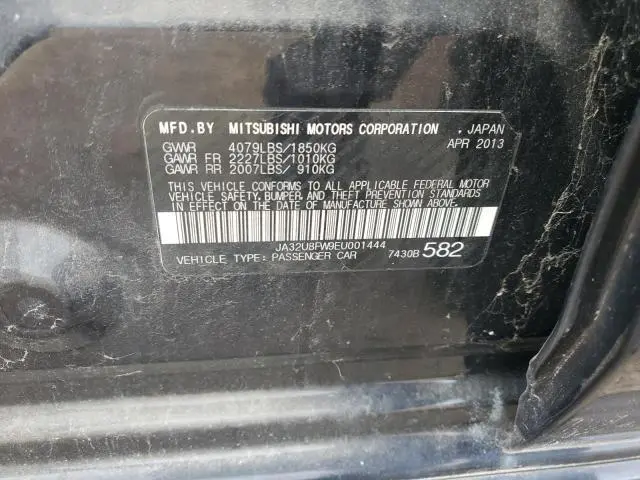 MFD.BY MITSUBISHI MOTORS CORPORATION , JAPAN
GVWR 4079LBS/1850KG APR 2013
GAWR FR 2227LBS/1010KG
GAWR RR 2007LBS/ 910KG
THIS VEHICLE CONFORMS TO ALL APPLICABLE FEDERAL MOTOR
VEHICLE SAFETY, BUMPER, AND THEFT PREVENTION STANDARDS
IN EFFECT ON THE DATE OF MANUFACTURE SHOWN ABOVE.
JA32U8FW9EU001444
VEHICLE TYPE: PASSENGER CAR 7430B 582